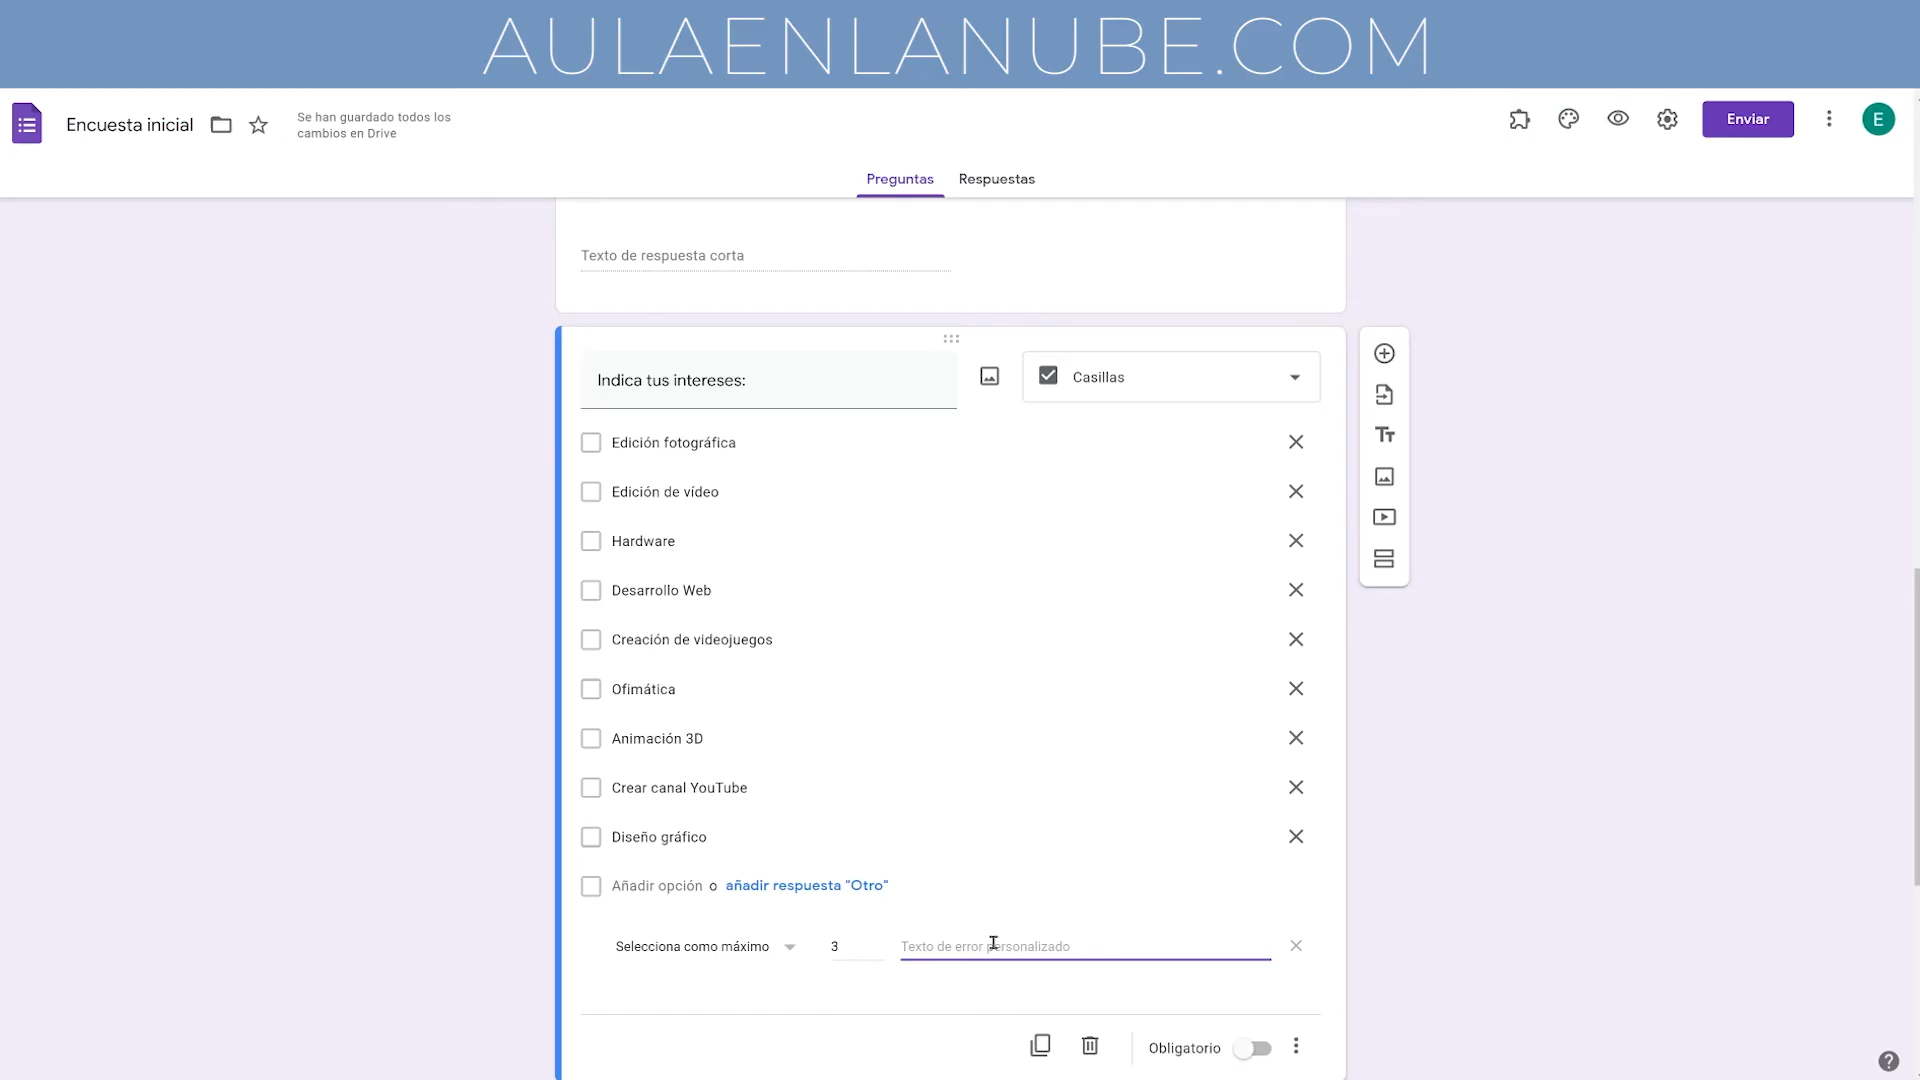 AULAENLANUBE.COM
Encuesta inicial
Se han guardado todos los
cambios en Drive
Enviar
E
Preguntas
Respuestas
Texto de respuesta corta
Indica tus intereses:
Casillas
Edición fotográfica
Edición de vídeo
Hardware
Desarrollo Web
Creación de videojuegos
Ofimática
Animación 3D
Crear canal YouTube
Diseño gráfico
Añadir opción o añadir respuesta "Otro"
Selecciona como máximo 3 Texto de error personalizado
Obligatorio